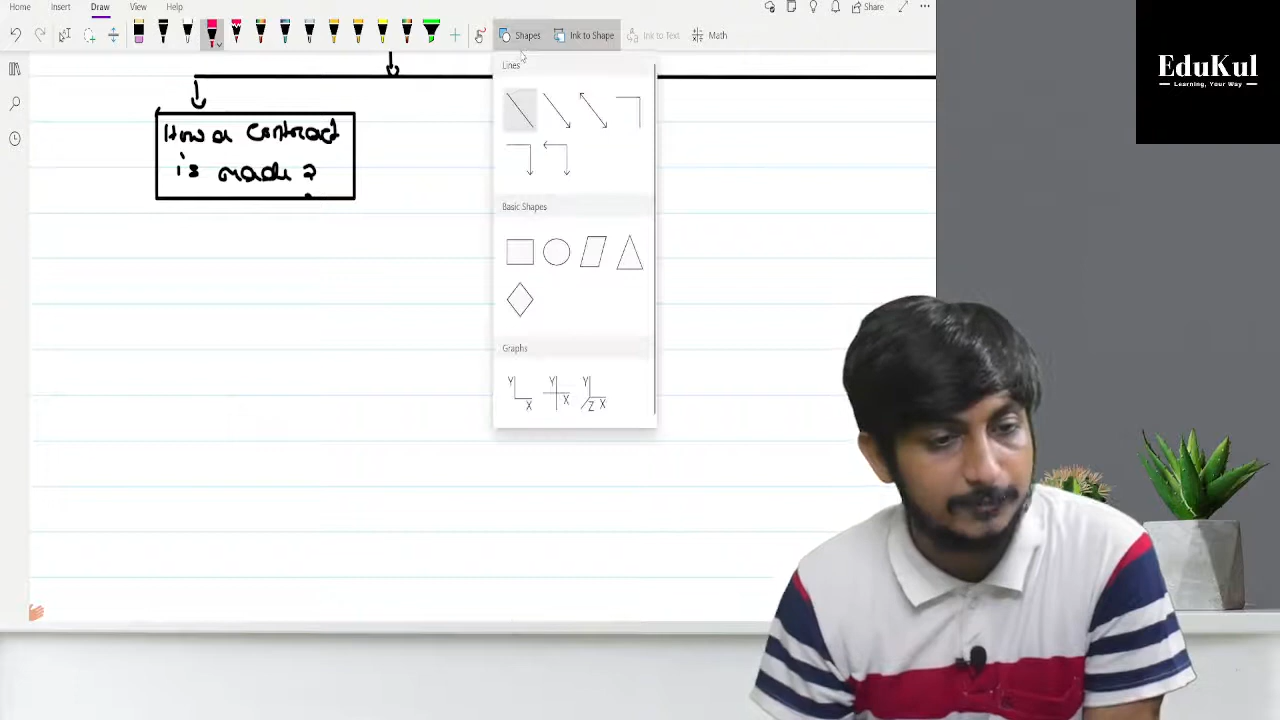 Home Insert Draw View Help Share
Shapes Ink to Shape Ink to Text Math
EduKul
Learning, Your Way
Lines
How a contract
is made?
Basic Shapes
Graphs
Y X Y X Y Z X